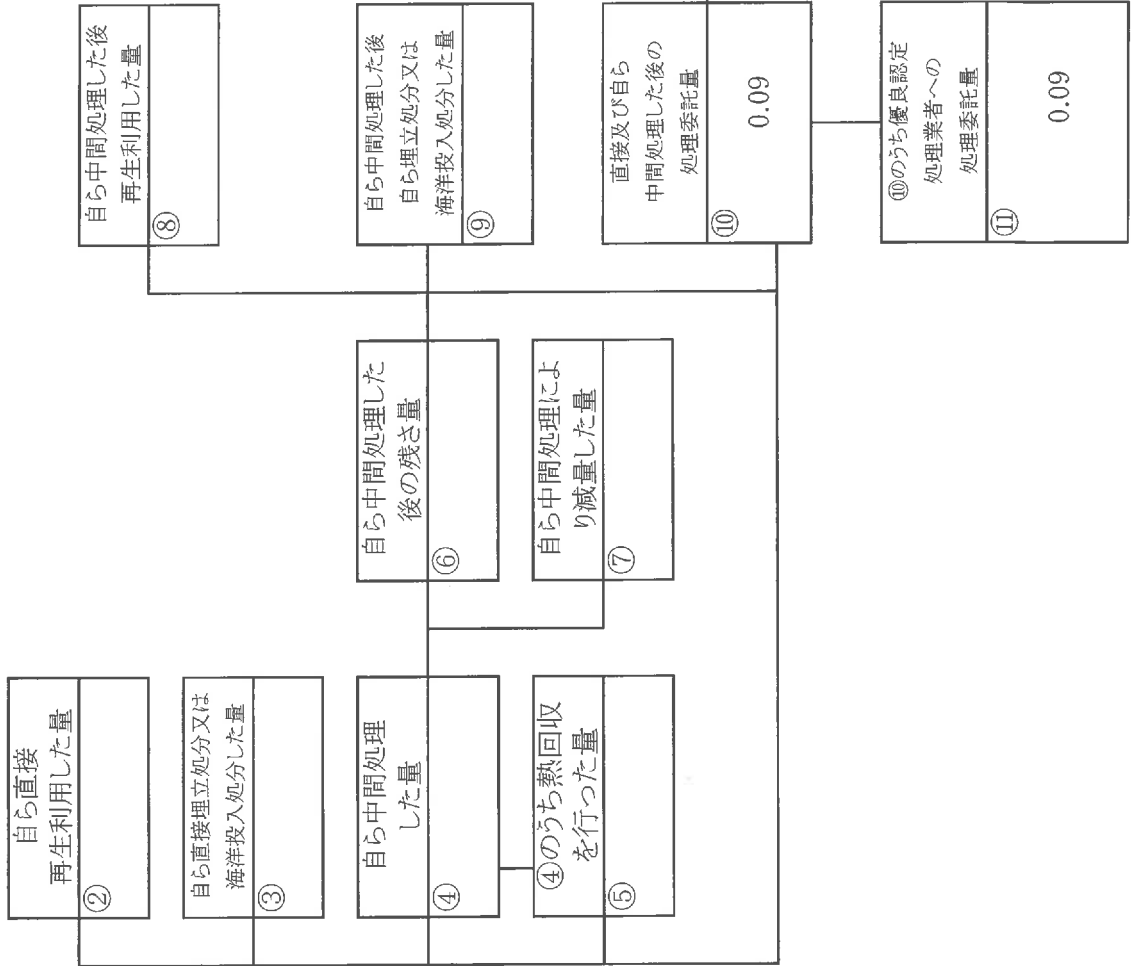 自ら直接
再生利用した量
②
自ら直接埋立処分又は
海洋投入処分した量
③
自ら中間処理
した量
④
④のうち熱回収
を行った量
⑤
自ら中間処理した
後の残さ量
⑥
自ら中間処理によ
り減量した量
⑦
自ら中間処理した後
再生利用した量
⑧
自ら中間処理した後
自ら埋立処分又は
海洋投入処分した量
⑨
直接及び自ら
中間処理した後の
処理委託量
⑩
0.09
⑩のうち優良認定
処理業者への
処理委託量
⑪
0.09